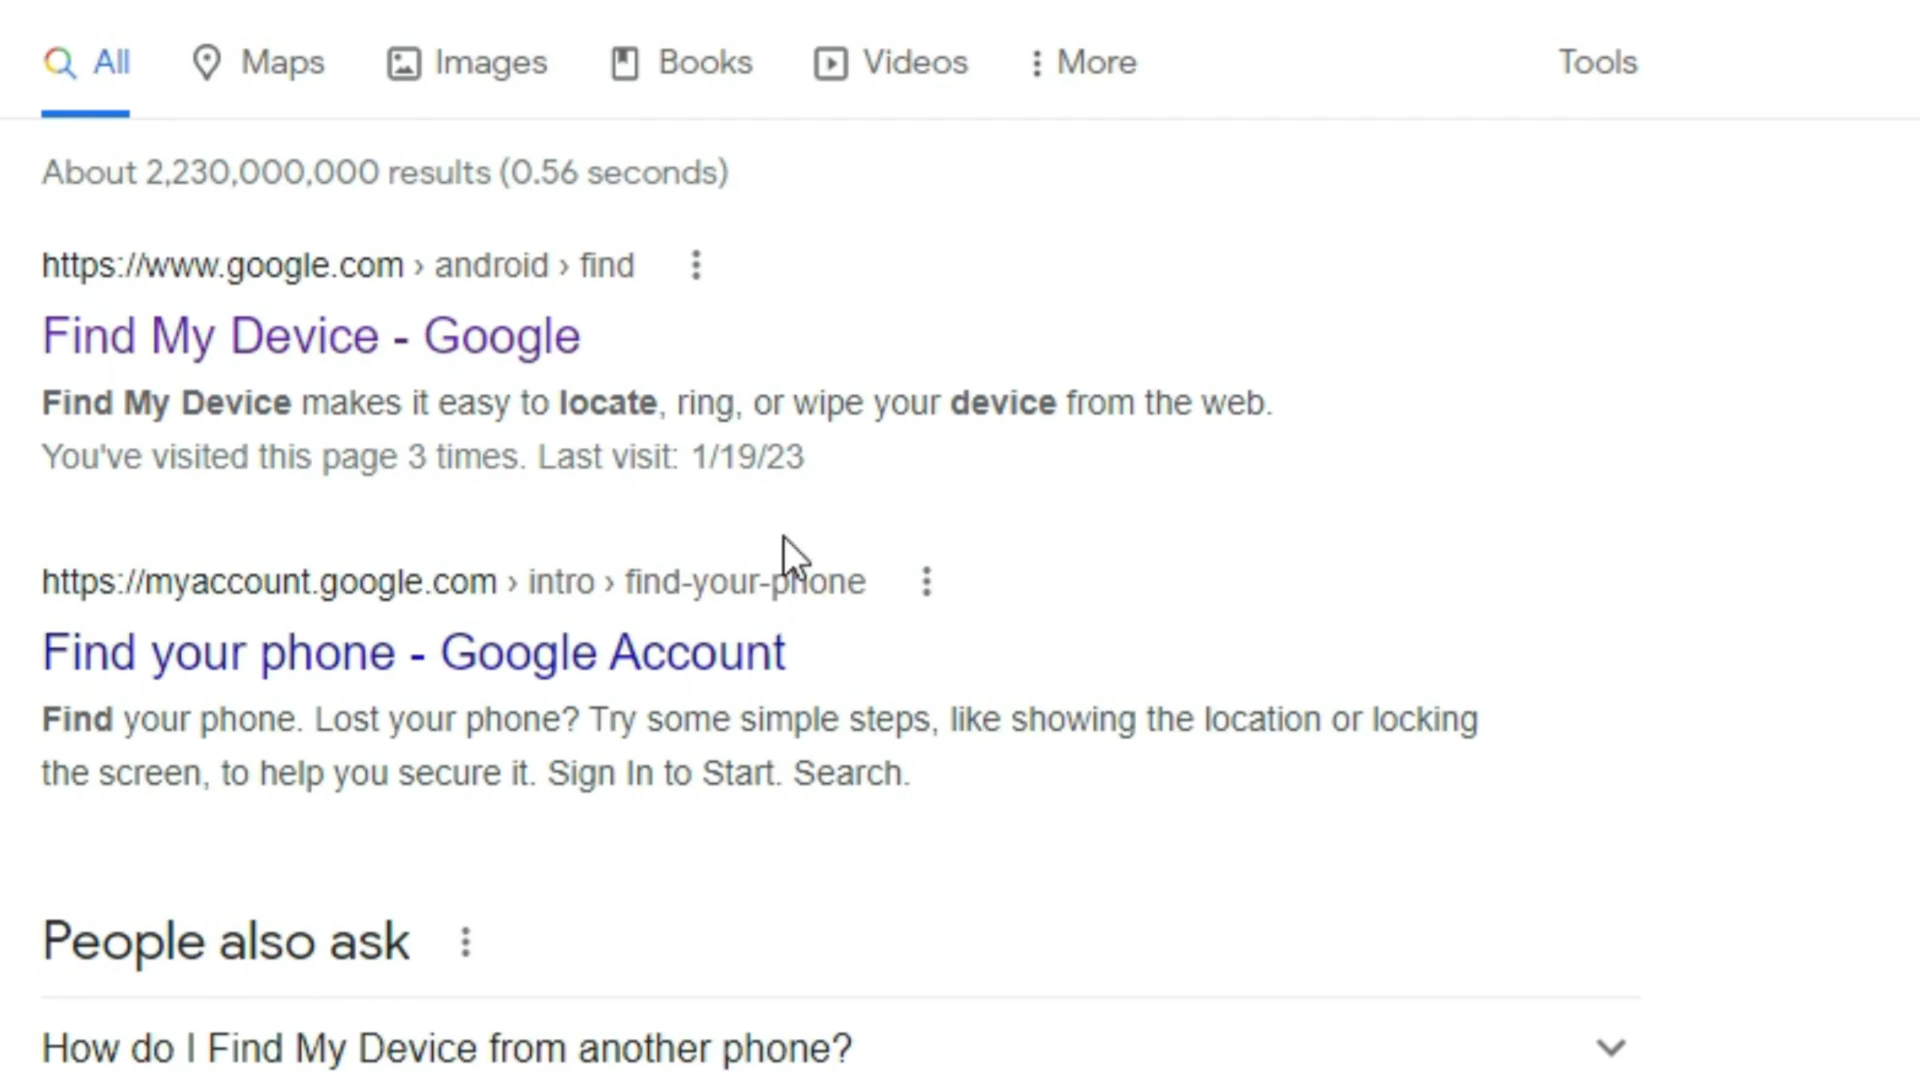 All Maps Images Books Videos More Tools
About 2,230,000,000 results (0.56 seconds)
https://www.google.com › android › find
Find My Device - Google
Find My Device makes it easy to locate, ring, or wipe your device from the web.
You've visited this page 3 times. Last visit: 1/19/23
https://myaccount.google.com › intro › find-your-phone
Find your phone - Google Account
Find your phone. Lost your phone? Try some simple steps, like showing the location or locking
the screen, to help you secure it. Sign In to Start. Search.
People also ask
How do I Find My Device from another phone?